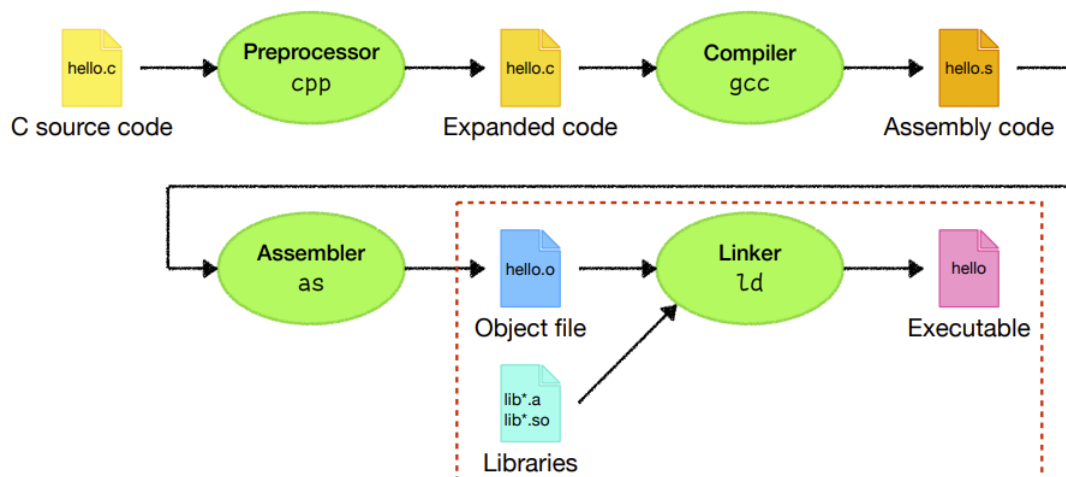 hello.c
Preprocessor
cpp
hello.c
Compiler
gcc
hello.s
C source code
Expanded code
Assembly code
Assembler
as
hello.o
Linker
ld
hello
Object file
Executable
lib*.a
lib*.so
Libraries